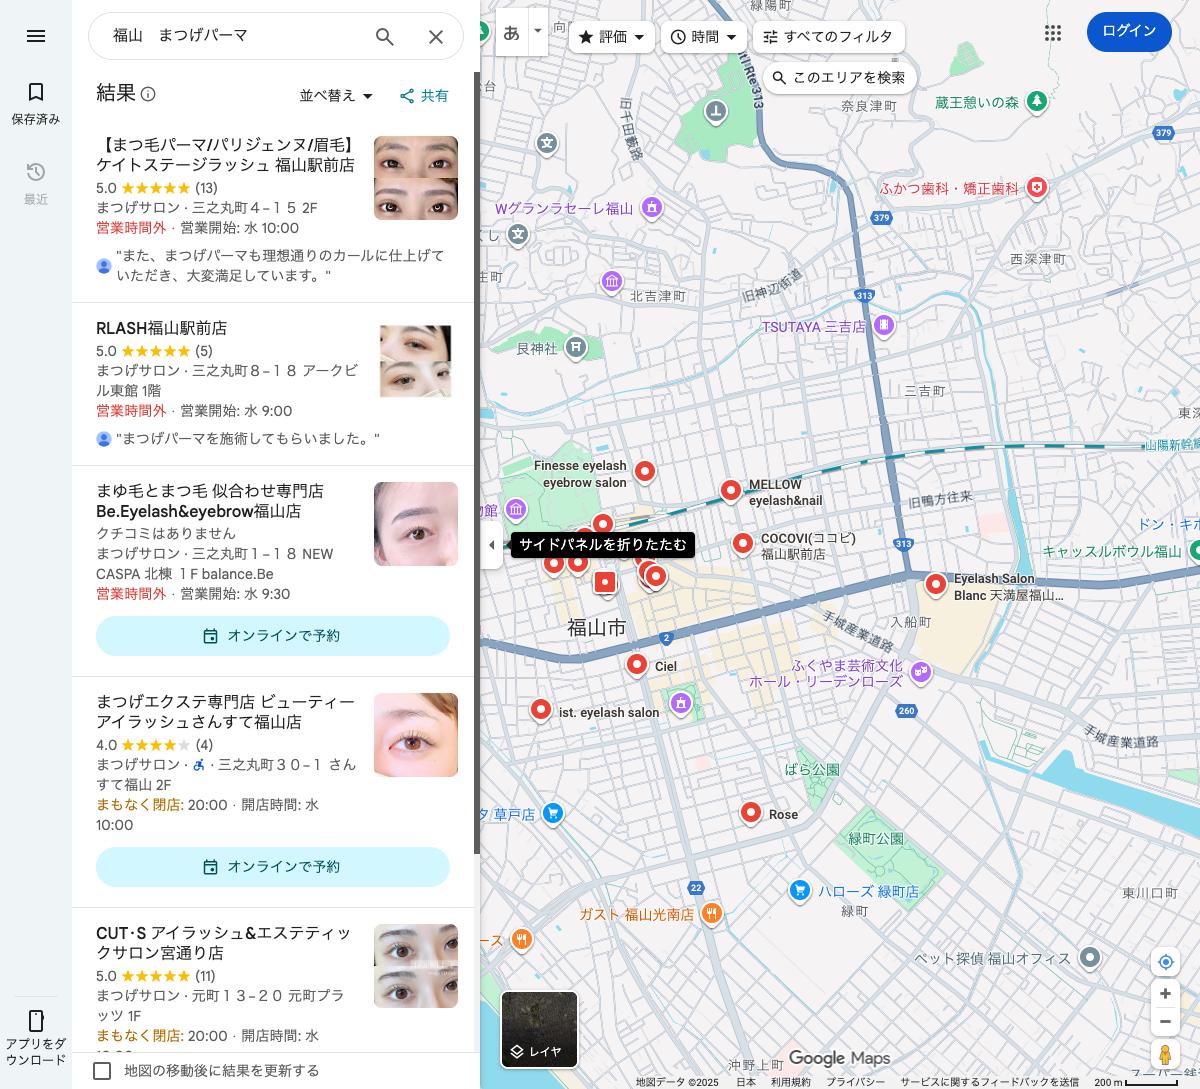 福山　まつげパーマ
保存済み
最近
アプリをダ
ウンロード
結果
並べ替え
共有
【まつ毛パーマ/パリジェンヌ/眉毛】
ケイトステージラッシュ 福山駅前店
5.0 ★★★★★ (13)
まつげサロン · 三之丸町４−１５ 2F
営業時間外 · 営業開始: 水 10:00
"また、まつげパーマも理想通りのカールに仕上げて
いただき、大変満足しています。"
RLASH福山駅前店
5.0 ★★★★★ (5)
まつげサロン · 三之丸町８−１８ アークビ
ル東館 1階
営業時間外 · 営業開始: 水 9:00
"まつげパーマを施術してもらいました。"
まゆ毛とまつ毛 似合わせ専門店
Be.Eyelash&eyebrow福山店
クチコミはありません
まつげサロン · 三之丸町１−１８ NEW
CASPA 北棟 １F balance.Be
営業時間外 · 営業開始: 水 9:30
オンラインで予約
まつげエクステ専門店 ビューティー
アイラッシュさんすて福山店
4.0 ★★★★★ (4)
まつげサロン · · 三之丸町３０−１ さん
すて福山 2F
まもなく閉店: 20:00 · 開店時間: 水
10:00
オンラインで予約
CUT･S アイラッシュ&エステティッ
クサロン宮通り店
5.0 ★★★★★ (11)
まつげサロン · 元町１３−２０ 元町プラ
ッツ 1F
まもなく閉店: 20:00 · 開店時間: 水
地図の移動後に結果を更新する
あ
評価
時間
すべてのフィルタ
ログイン
このエリアを検索
緑陽町
奈良津町
蔵王憩いの森
379
旧千田藪路
ふかつ歯科・矯正歯科
Wグランラセーレ福山
379
西深津町
北吉津町
旧神辺街道
313
TSUTAYA 三吉店
艮神社
三吉町
東深
山陽新幹線
Finesse eyelash
eyebrow salon
MELLOW
eyelash&nail
旧鴨方往来
物館
ドン・キホ
サイドパネルを折りたたむ
COCOVI(ココビ)
福山駅前店
313
キャッスルボウル福山
Eyelash Salon
Blanc 天満屋福山...
福山市
2
手城産業道路
入船町
Ciel
ふくやま芸術文化
ホール・リーデンローズ
ist. eyelash salon
260
手城産業道路
ばら公園
タ 草戸店
Rose
緑町公園
22
ハローズ 緑町店
東川口町
ガスト 福山光南店
緑町
ース
ペット探偵 福山オフィス
レイヤ
沖野上町
Google Maps
地図データ ©2025
日本
利用規約
プライバシー
サービスに関するフィードバックを送信
200 m